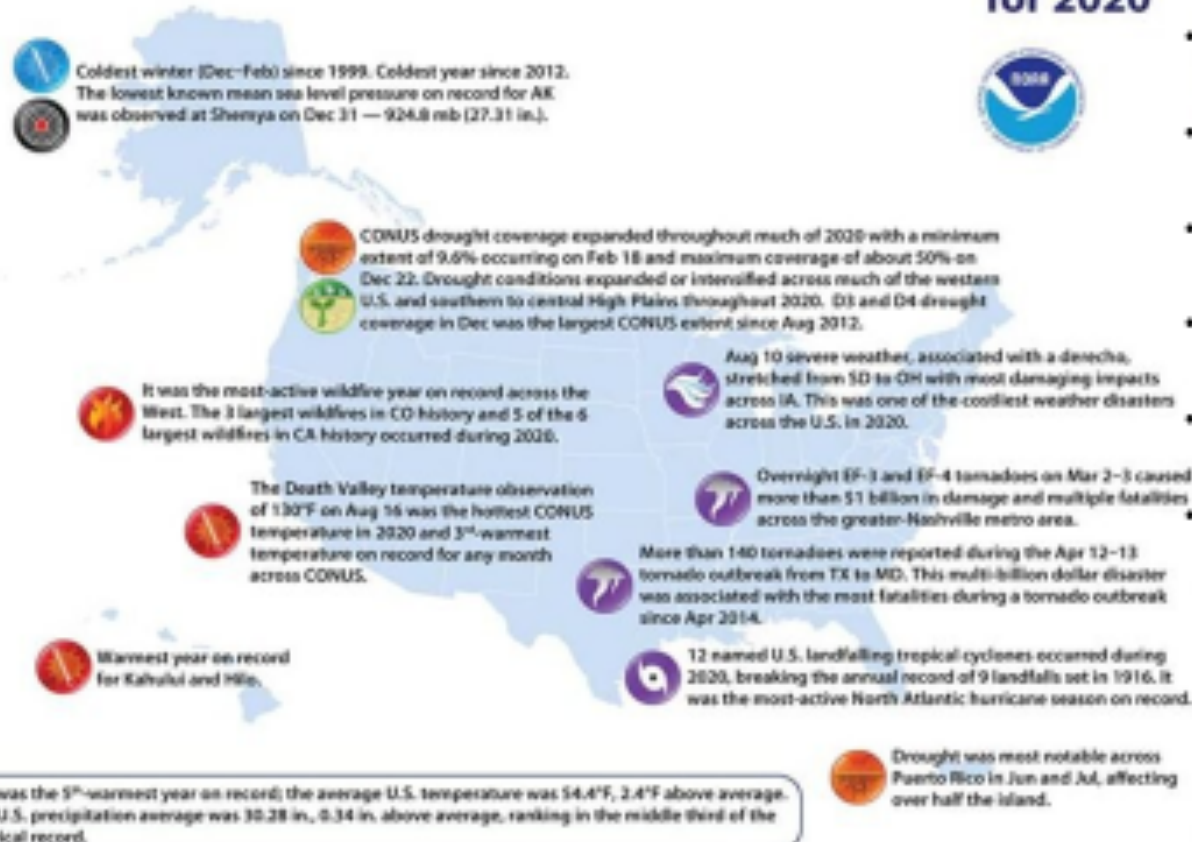 for 2020
noaa
Coldest winter (Dec–Feb) since 1999. Coldest year since 2012.
The lowest known mean sea level pressure on record for AK
was observed at Shemya on Dec 31 — 924.8 mb (27.31 in.).
CONUS drought coverage expanded throughout much of 2020 with a minimum
extent of 9.6% occurring on Feb 18 and maximum coverage of about 50% on
Dec 22. Drought conditions expanded or intensified across much of the western
U.S. and southern to central High Plains throughout 2020. D3 and D4 drought
coverage in Dec was the largest CONUS extent since Aug 2012.
Aug 10 severe weather, associated with a derecho,
stretched from SD to OH with most damaging impacts
across IA. This was one of the costliest weather disasters
across the U.S. in 2020.
It was the most-active wildfire year on record across the
West. The 3 largest wildfires in CO history and 5 of the 6
largest wildfires in CA history occurred during 2020.
Overnight EF-3 and EF-4 tornadoes on Mar 2–3 caused
more than $1 billion in damage and multiple fatalities
across the greater-Nashville metro area.
The Death Valley temperature observation
of 130°F on Aug 16 was the hottest CONUS
temperature in 2020 and 3rd-warmest
temperature on record for any month
across CONUS.
More than 140 tornadoes were reported during the Apr 12–13
tornado outbreak from TX to MD. This multi-billion dollar disaster
was associated with the most fatalities during a tornado outbreak
since Apr 2014.
Warmest year on record
for Kahului and Hilo.
12 named U.S. landfalling tropical cyclones occurred during
2020, breaking the annual record of 9 landfalls set in 1916. It
was the most-active North Atlantic hurricane season on record.
Drought was most notable across
Puerto Rico in Jun and Jul, affecting
over half the island.
was the 5th-warmest year on record; the average U.S. temperature was 54.4°F, 2.4°F above average.
U.S. precipitation average was 30.28 in., 0.34 in. above average, ranking in the middle third of the
ical record.